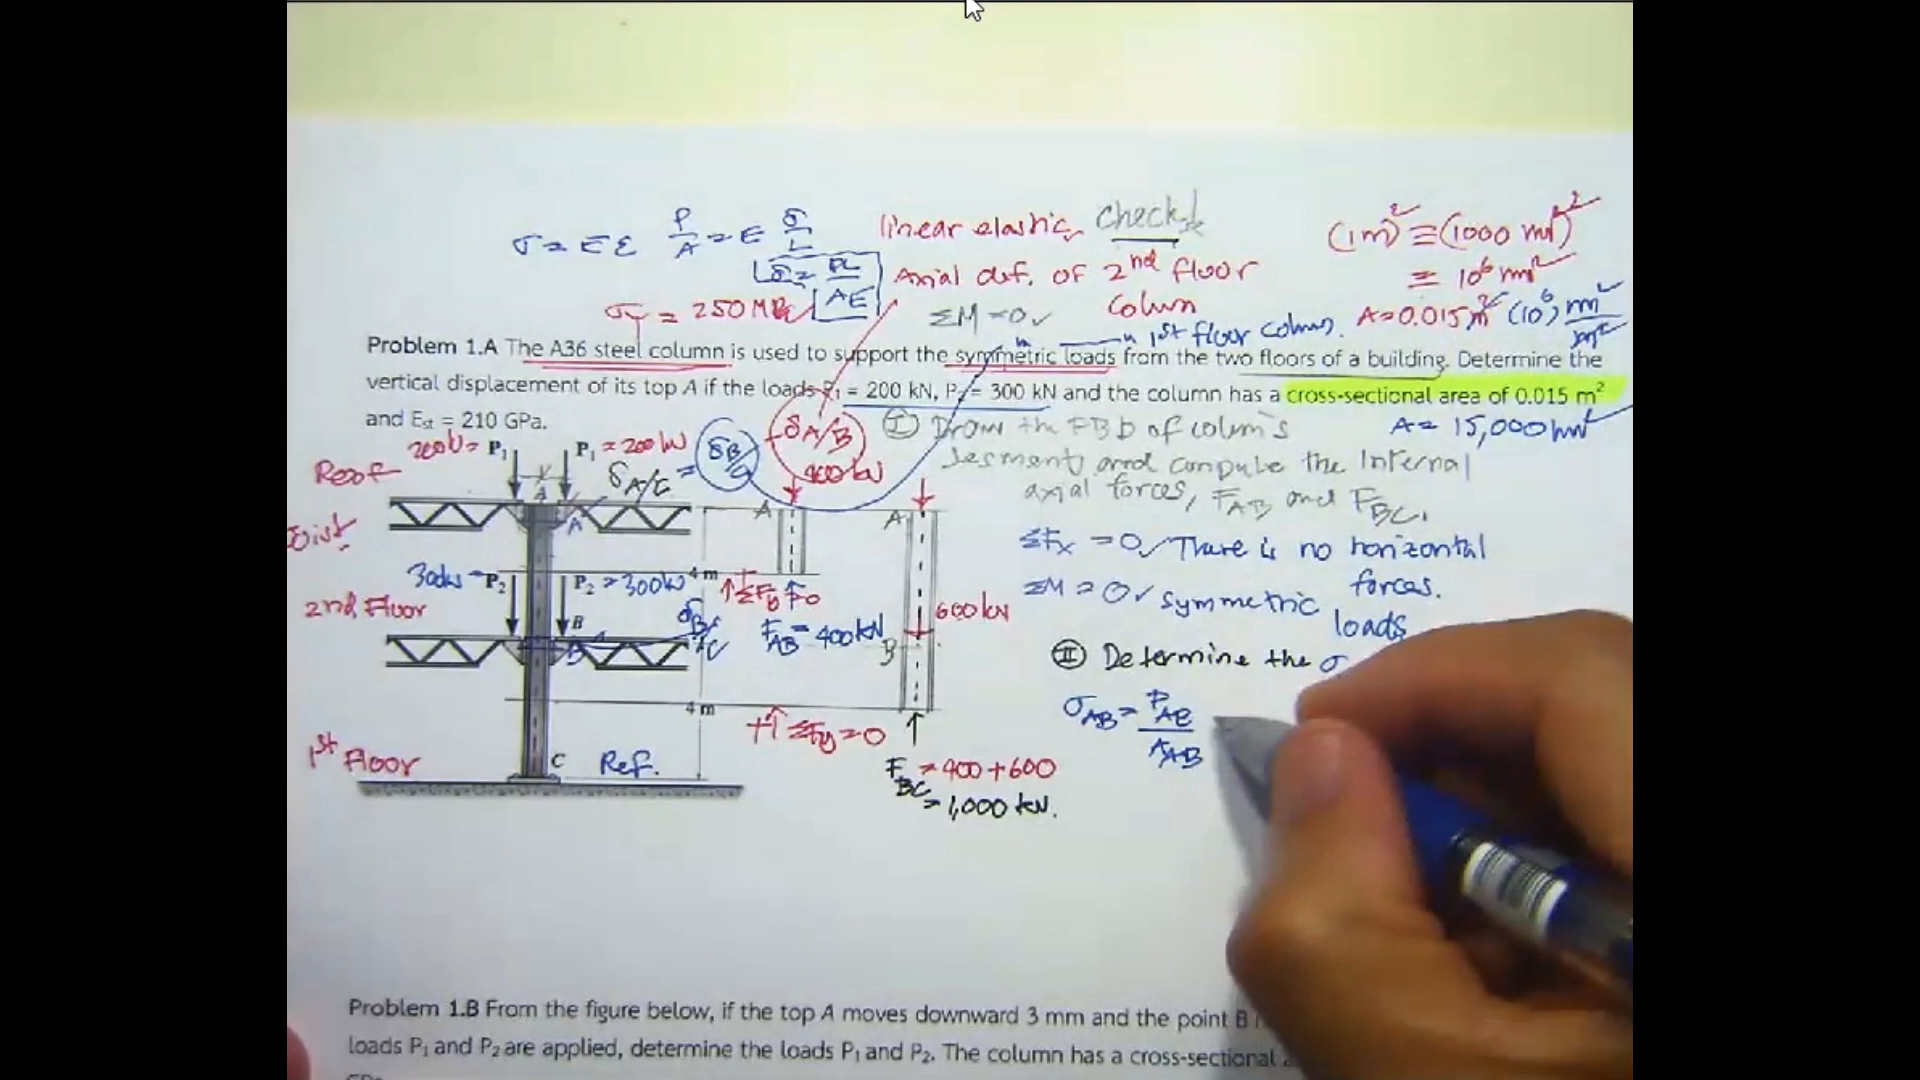 σ = Eε P/A = E δ/L linear elastic, Check! (1m)² ≡ (1000 mm)²
δ = PL/AE Axial def. of 2nd floor column ≡ 10⁶ mm²
σY = 250 MPa ΣM = 0 ✓ A = 0.015 m² (10⁶) mm²/m²
1st floor column.
Problem 1.A The A36 steel column is used to support the symmetric loads from the two floors of a building. Determine the
vertical displacement of its top A if the loads P₁ = 200 kN, P₂ = 300 kN and the column has a cross-sectional area of 0.015 m²
and Est = 210 GPa.
A = 15,000 mm²
200 kN = P₁ P₁ = 200 kN
δA/C = δB/C + δA/B
400 kN
Roof
A
A
Joist
300 kN = P₂ P₂ = 300 kN
4 m
2nd Floor
B
B
δB/C
4 m
1st Floor
C Ref.
A
+↑ΣFy = 0
FAB = 400 kN
A
600 kN
B
+↑ΣFy = 0
FBC = 400 + 600
= 1,000 kN.
I Draw the FBD of column's
segments and compute the internal
axial forces, FAB and FBC.
ΣFx = 0 ✓ There is no horizontal
forces.
ΣM = 0 ✓ symmetric
loads
II Determine the σ
σAB = PAB/AAB
Problem 1.B From the figure below, if the top A moves downward 3 mm and the point B
loads P₁ and P₂ are applied, determine the loads P₁ and P₂. The column has a cross-sectional